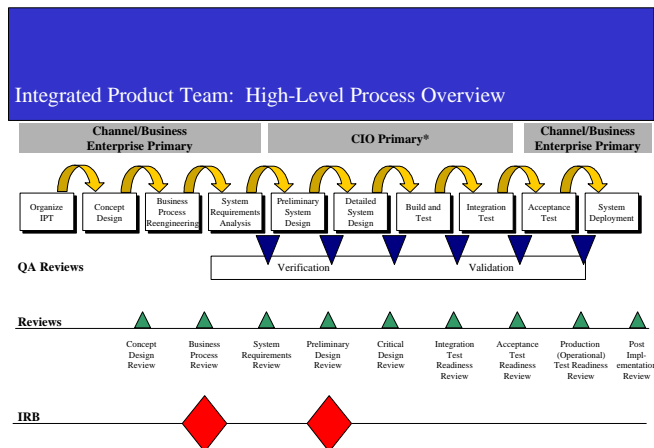 Integrated Product Team: High-Level Process Overview
Channel/Business
Enterprise Primary
CIO Primary*
Channel/Business
Enterprise Primary
Organize
IPT
Concept
Design
Business
Process
Reengineering
System
Requirements
Analysis
Preliminary
System
Design
Detailed
System
Design
Build and
Test
Integration
Test
Acceptance
Test
System
Deployment
QA Reviews
Verification
Validation
Reviews
Concept
Design
Review
Business
Process
Review
System
Requirements
Review
Preliminary
Design
Review
Critical
Design
Review
Integration
Test
Readiness
Review
Acceptance
Test
Readiness
Review
Production
(Operational)
Test Readiness
Review
Post
Impl-
ementation
Review
IRB